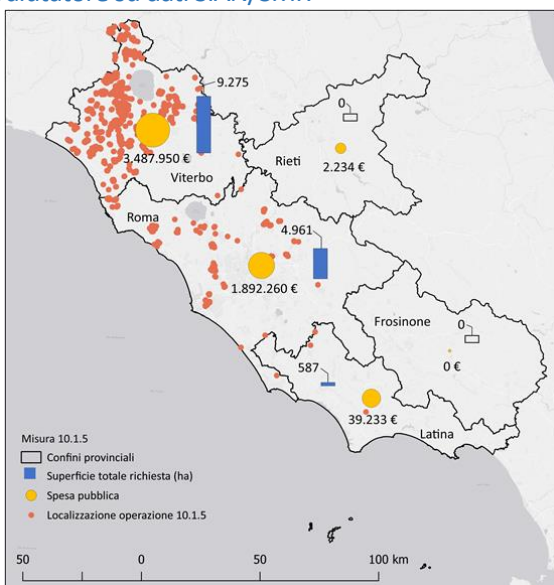 9.275
0
3.487.950 €
Rieti
2.234 €
Viterbo
Roma
4.961
1.892.260 €
Frosinone
0
587
0 €
39.233 €
Latina
Misura 10.1.5
Confini provinciali
Superficie totale richiesta (ha)
Spesa pubblica
Localizzazione operazione 10.1.5
50 0 50 100 km